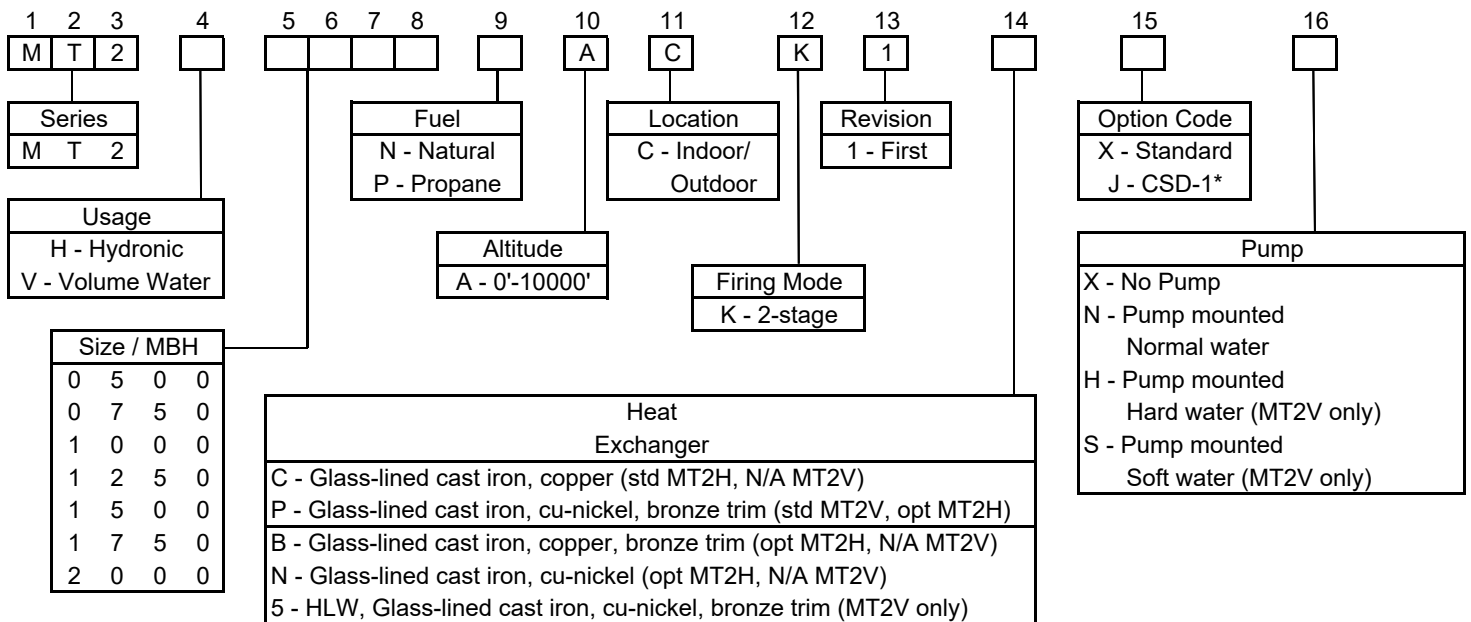 1 2 3 4 5 6 7 8 9 10 11 12 13 14 15 16
M T 2 A C K 1
Series
M T 2
Usage
H - Hydronic
V - Volume Water
Size / MBH
0 5 0 0
0 7 5 0
1 0 0 0
1 2 5 0
1 5 0 0
1 7 5 0
2 0 0 0
Fuel
N - Natural
P - Propane
Altitude
A - 0'-10000'
Location
C - Indoor/
Outdoor
Firing Mode
K - 2-stage
Revision
1 - First
Heat
Exchanger
C - Glass-lined cast iron, copper (std MT2H, N/A MT2V)
P - Glass-lined cast iron, cu-nickel, bronze trim (std MT2V, opt MT2H)
B - Glass-lined cast iron, copper, bronze trim (opt MT2H, N/A MT2V)
N - Glass-lined cast iron, cu-nickel (opt MT2H, N/A MT2V)
5 - HLW, Glass-lined cast iron, cu-nickel, bronze trim (MT2V only)
Option Code
X - Standard
J - CSD-1*
Pump
X - No Pump
N - Pump mounted
Normal water
H - Pump mounted
Hard water (MT2V only)
S - Pump mounted
Soft water (MT2V only)